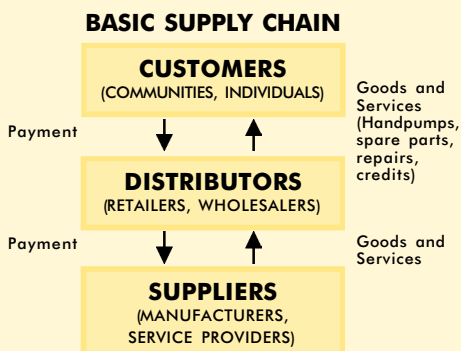 BASIC SUPPLY CHAIN
CUSTOMERS
(COMMUNITIES, INDIVIDUALS)
Payment
Goods and
Services
(Handpumps,
spare parts,
repairs,
credits)
DISTRIBUTORS
(RETAILERS, WHOLESALERS)
Payment
Goods and
Services
SUPPLIERS
(MANUFACTURERS,
SERVICE PROVIDERS)